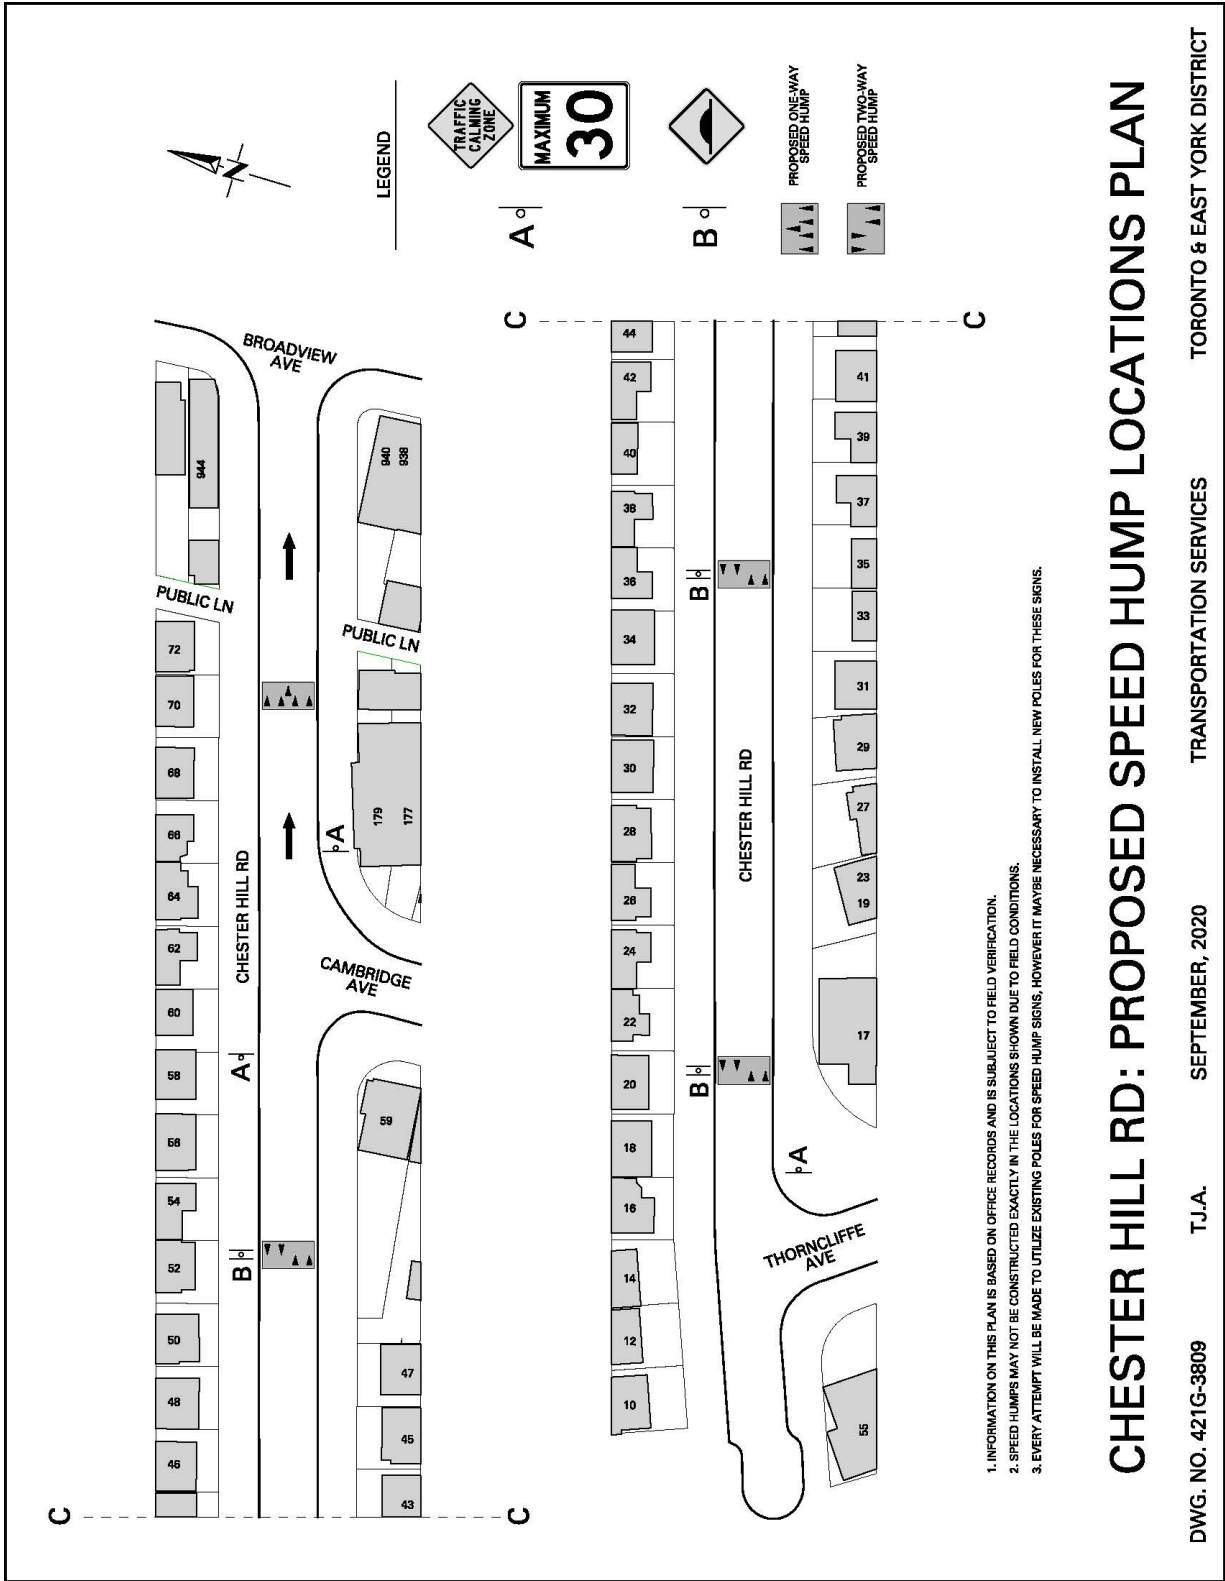 C
C
BROADVIEW
AVE
944
940
938
PUBLIC LN
PUBLIC LN
72
70
68
66
64
62
60
58
56
54
52
50
48
46
CHESTER HILL RD
A
A
B
179
177
CAMBRIDGE
AVE
59
47
45
43
C
C
44
42
40
38
36
34
32
30
28
26
24
22
20
18
16
14
12
10
B
B
CHESTER HILL RD
A
THORNCLIFFE
AVE
41
39
37
35
33
31
29
27
23
19
17
55
N
LEGEND
A
TRAFFIC
CALMING
ZONE
MAXIMUM
30
B
PROPOSED ONE-WAY
SPEED HUMP
PROPOSED TWO-WAY
SPEED HUMP
1. INFORMATION ON THIS PLAN IS BASED ON OFFICE RECORDS AND IS SUBJUECT TO FIELD VERIFICATION.
2. SPEED HUMPS MAY NOT BE CONSTRUCTED EXACTLY IN THE LOCATIONS SHOWN DUE TO FIELD CONDITIONS.
3. EVERY ATTEMPT WILL BE MADE TO UTILIZE EXISTING POLES FOR SPEED HUMP SIGNS, HOWEVER IT MAYBE NECESSARY TO INSTALL NEW POLES FOR THESE SIGNS.
CHESTER HILL RD: PROPOSED SPEED HUMP LOCATIONS PLAN
DWG. NO. 421G-3809 T.J.A. SEPTEMBER, 2020 TRANSPORTATION SERVICES TORONTO & EAST YORK DISTRICT